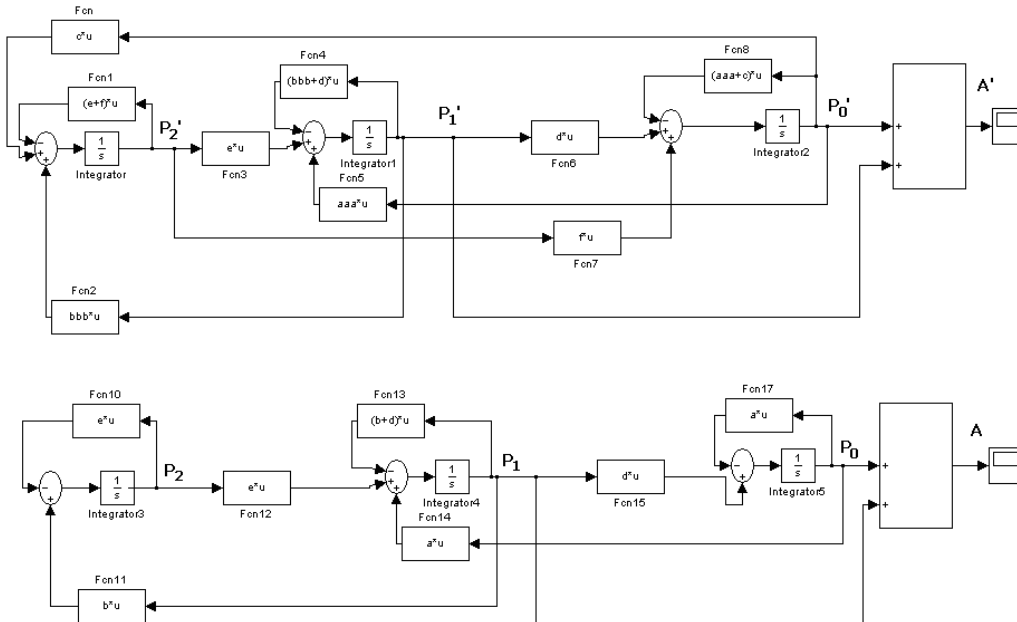 Fcn
c*u
Fcn1
(e+f)*u
- + +
1/s
Integrator
P2'
e*u
Fcn3
Fcn4
(bbb+d)*u
- + +
1/s
Integrator1
P1'
Fcn5
aaa*u
d*u
Fcn6
f*u
Fcn7
Fcn8
(aaa+c)*u
- + +
1/s
Integrator2
P0'
+
+
A'
Fcn2
bbb*u
Fcn10
e*u
- +
1/s
Integrator3
P2
e*u
Fcn12
Fcn13
(b+d)*u
- + +
1/s
Integrator4
P1
Fcn14
a*u
d*u
Fcn15
Fcn17
a*u
- +
1/s
Integrator5
P0
+
+
A
Fcn11
b*u